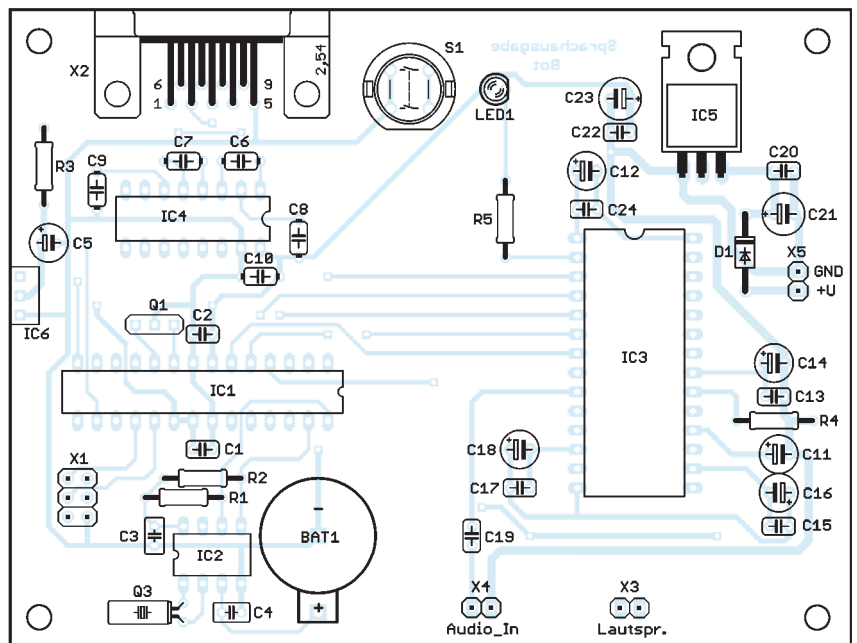 X2
2,54
6
9
1
5
S1
Sprachausgabe
Bot
LED1
C23
C22
IC5
C7
C6
R3
C9
C12
C20
C24
C21
IC4
C8
R5
C5
D1
X5
GND
+U
C10
Q1
C2
IC6
IC3
C14
IC1
C13
R4
C1
C18
C11
X1
R2
C17
C16
R1
C3
IC2
BAT1
-
C19
C15
Q3
C4
+
X4
X3
Audio_In
Lautspr.